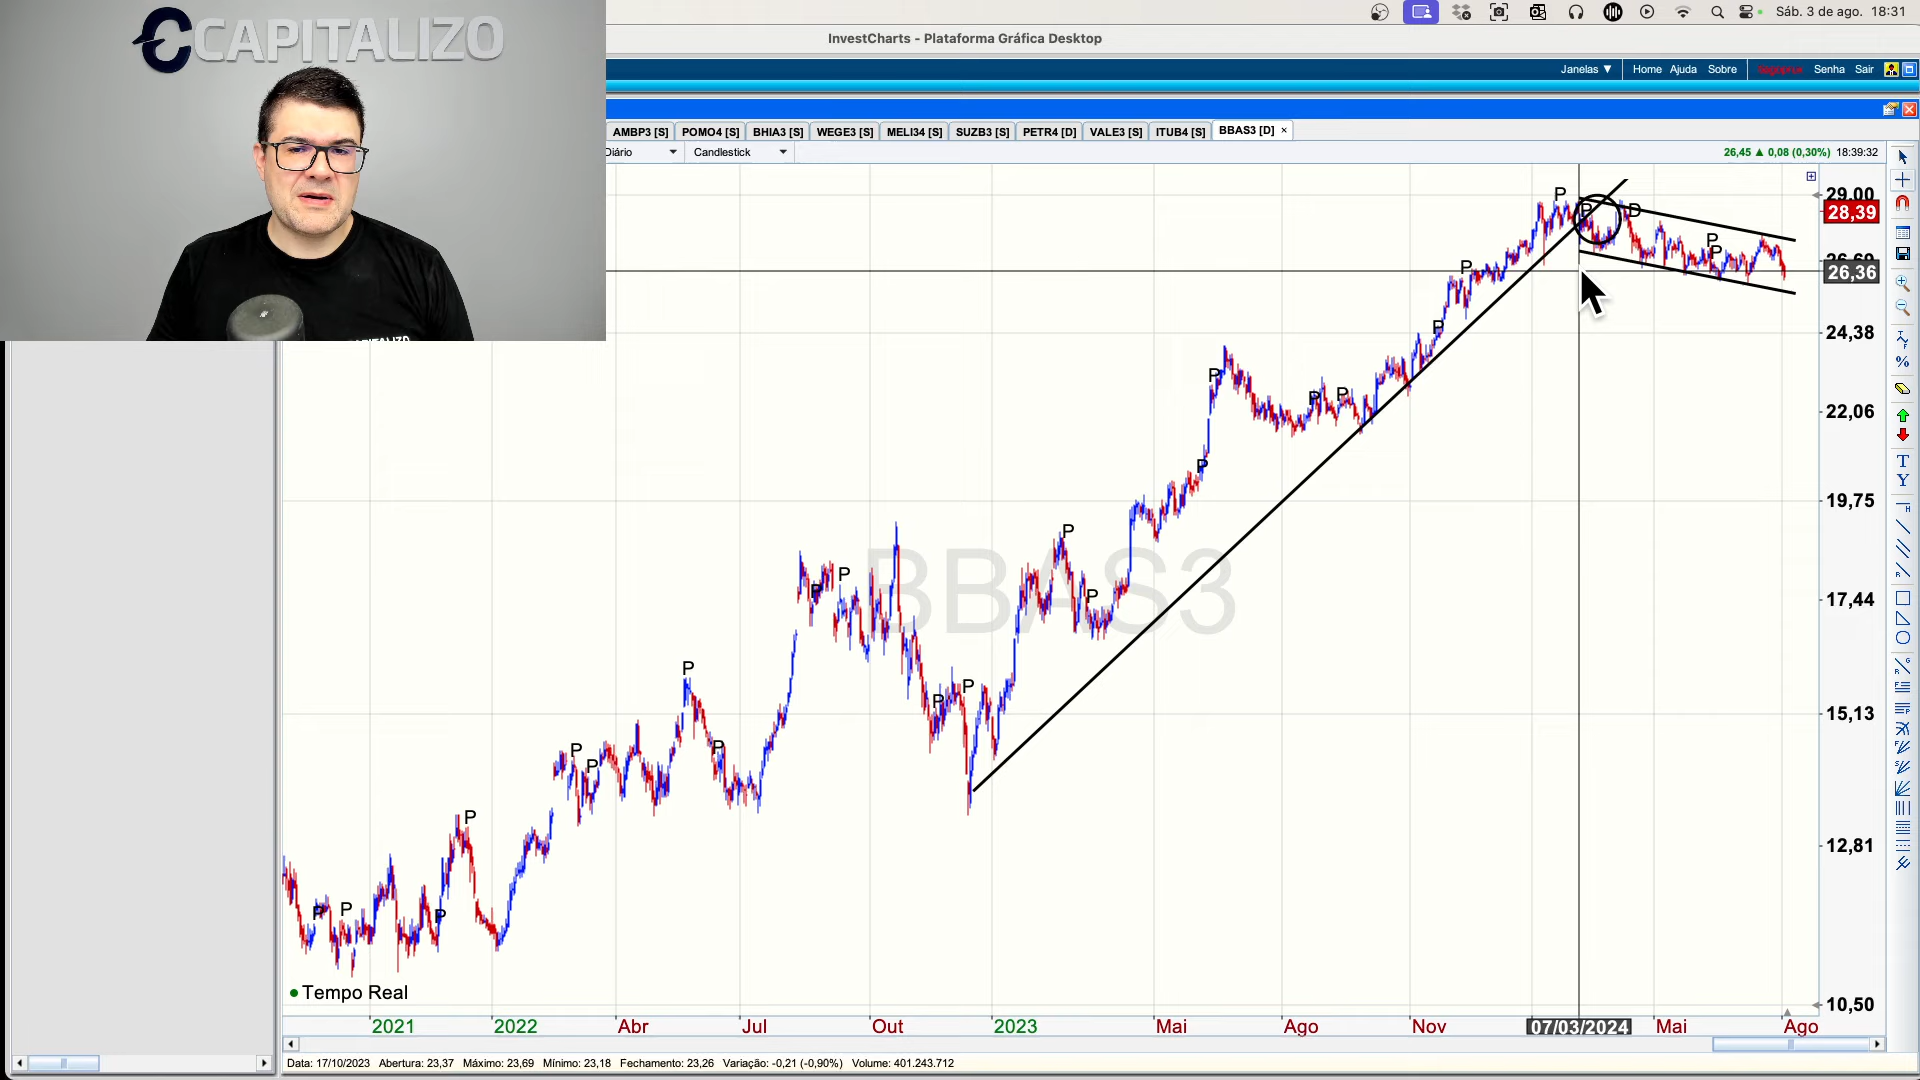 CAPITALIZO
CAPITALIZO
Sáb. 3 de ago. 18:31
InvestCharts - Plataforma Gráfica Desktop
Janelas ▼ Home Ajuda Sobre Senha Sair
AMBP3 [S] POMO4 [S] BHIA3 [S] WEGE3 [S] MELI34 [S] SUZB3 [S] PETR4 [D] VALE3 [S] ITUB4 [S] BBAS3 [D] ×
Diário Candlestick 26,45 ▲ 0,08 (0,30%) 18:39:32
29,00
28,39
26,36
24,38
22,06
19,75
17,44
15,13
12,81
10,50
P P P P P P P P P P P P P P P P P P P P P P P P P P P P D P P
BBAS3
Tempo Real
2021 2022 Abr Jul Out 2023 Mai Ago Nov 07/03/2024 Mai Ago
Data: 17/10/2023 Abertura: 23,37 Máximo: 23,69 Mínimo: 23,18 Fechamento: 23,26 Variação: -0,21 (-0,90%) Volume: 401.243.712